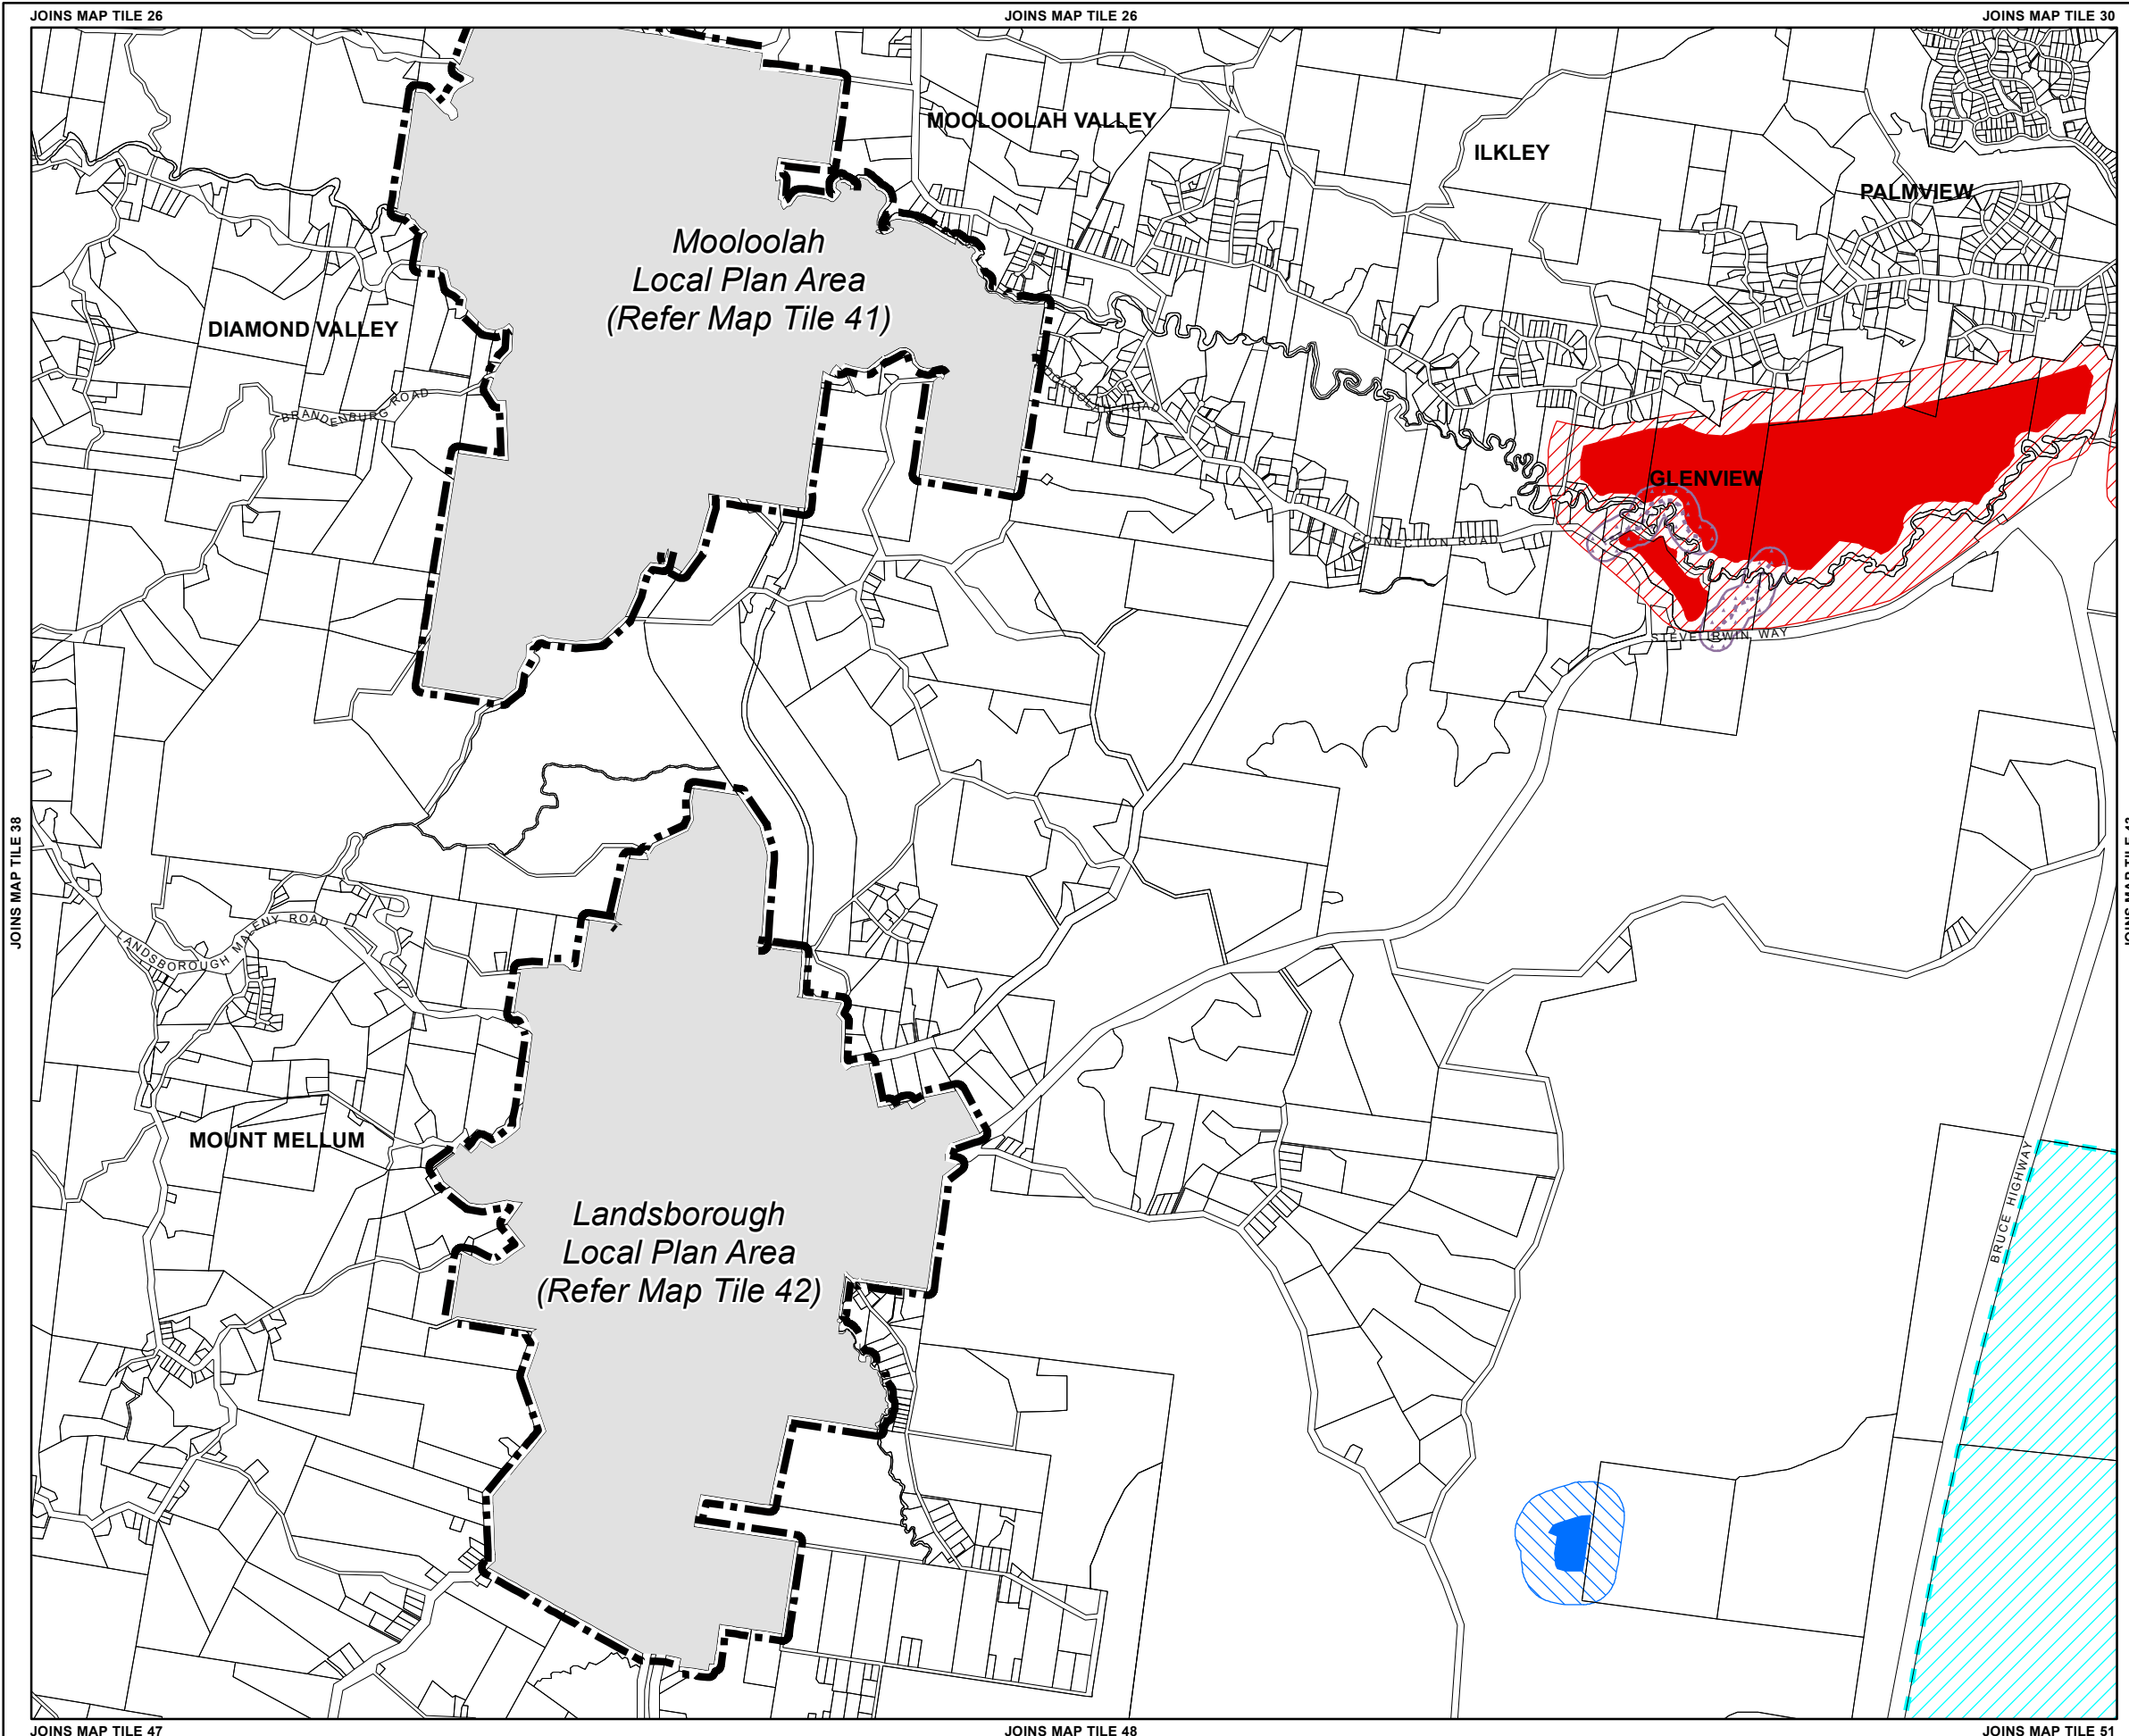 JOINS MAP TILE 26
JOINS MAP TILE 26
JOINS MAP TILE 30
MOOLOOLAH VALLEY
ILKLEY
PALMVIEW
Mooloolah
Local Plan Area
(Refer Map Tile 41)
DIAMOND VALLEY
BRANDENBURG ROAD
ROAD
GLENVIEW
CONNECTION ROAD
STEVE IRWIN WAY
JOINS MAP TILE 38
LANDSBOROUGH MALENY ROAD
MOUNT MELLUM
BRUCE HIGHWAY
Landsborough
Local Plan Area
(Refer Map Tile 42)
JOINS MAP TILE 47
JOINS MAP TILE 48
JOINS MAP TILE 51